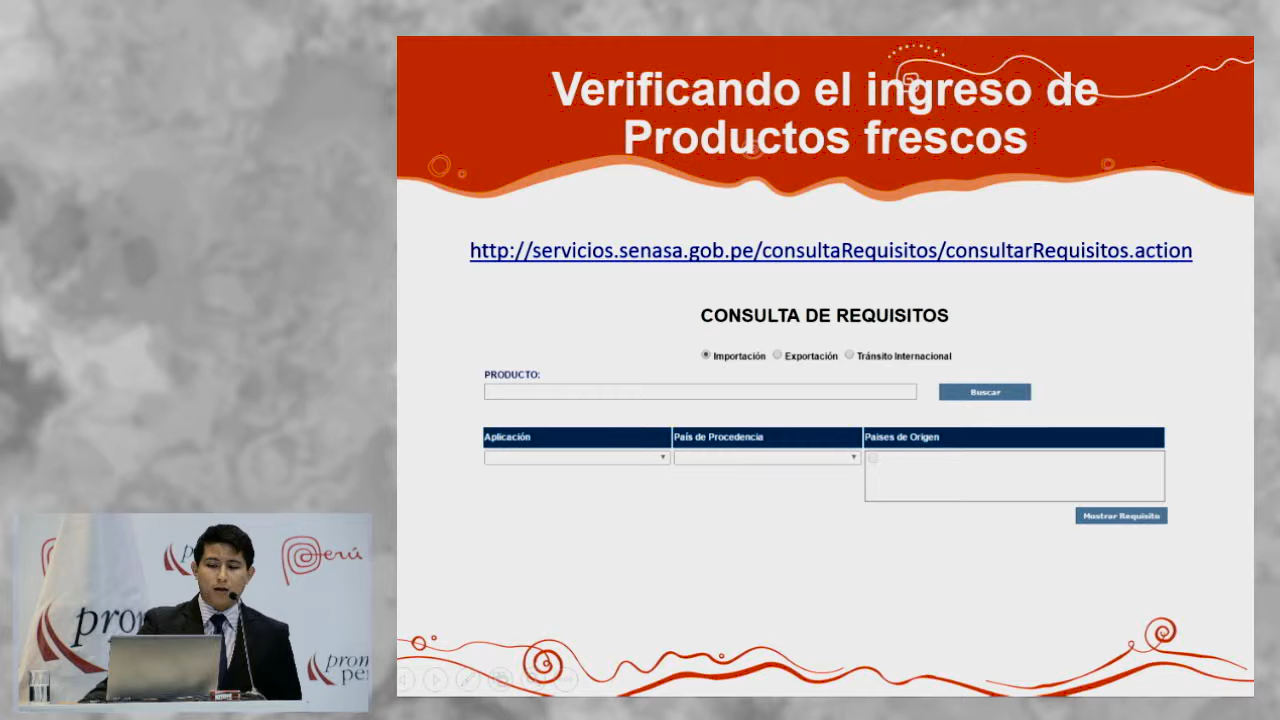 Verificando el ingreso de
Productos frescos
http://servicios.senasa.gob.pe/consultaRequisitos/consultarRequisitos.action
CONSULTA DE REQUISITOS
Importación Exportación Tránsito Internacional
PRODUCTO:
Buscar
Aplicación País de Procedencia Paises de Origen
Mostrar Requisito
Perú